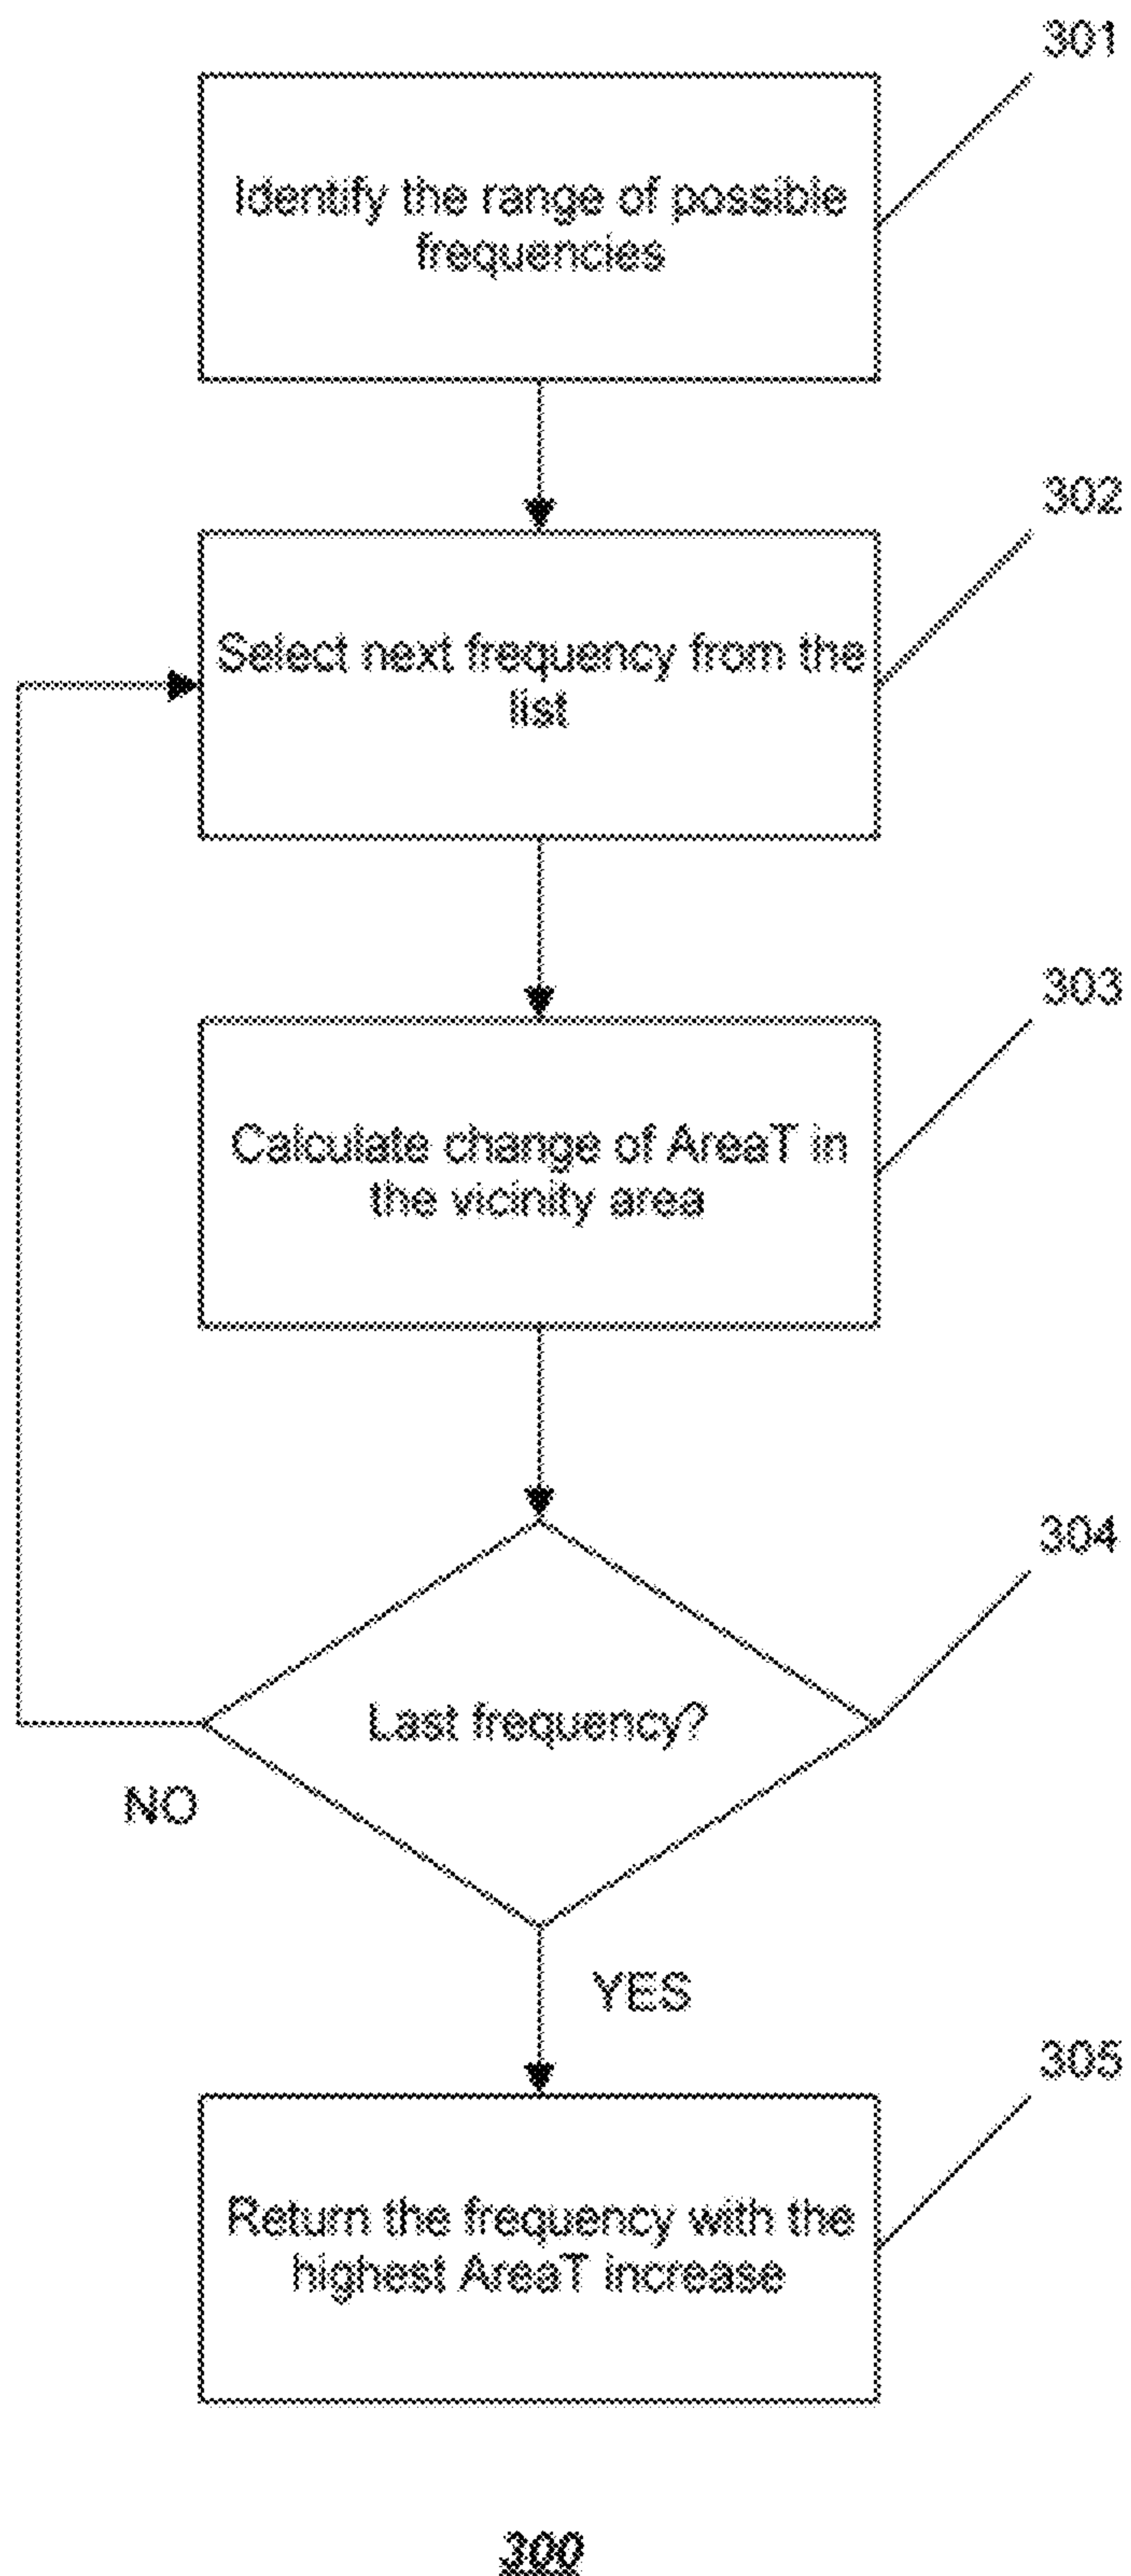 301
Identify the range of possible
frequencies
302
Select next frequency from the
list
303
Calculate change of AreaT in
the vicinity area
304
Last frequency?
NO
YES
305
Return the frequency with the
highest AreaT increase
300